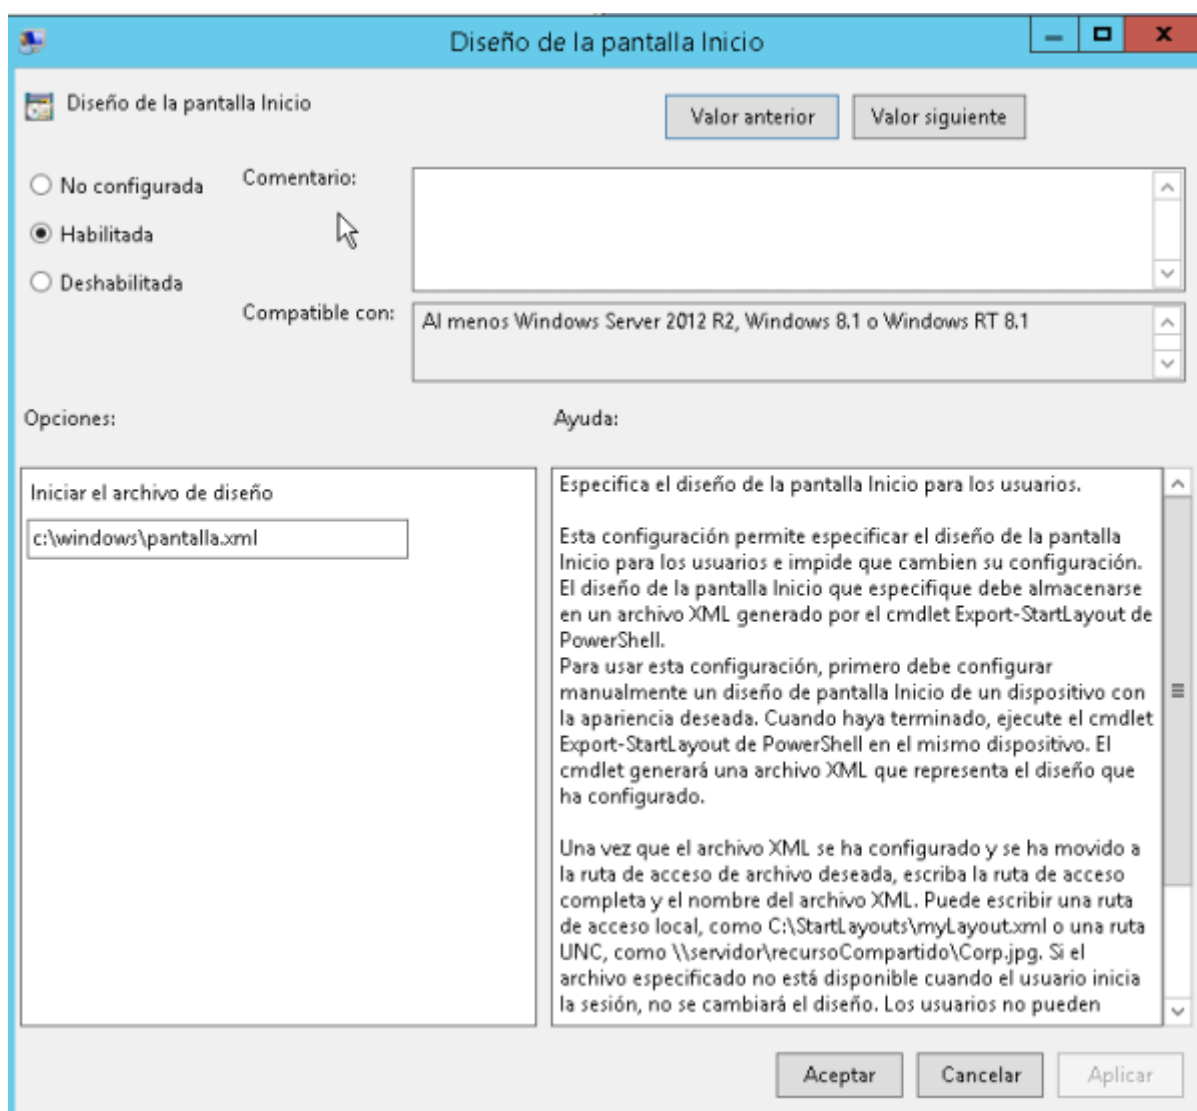 Diseño de la pantalla Inicio
Diseño de la pantalla Inicio
Valor anterior
Valor siguiente
No configurada
Comentario:
Habilitada
Deshabilitada
Compatible con:
Al menos Windows Server 2012 R2, Windows 8.1 o Windows RT 8.1
Opciones:
Ayuda:
Iniciar el archivo de diseño
c:\windows\pantalla.xml
Especifica el diseño de la pantalla Inicio para los usuarios.
Esta configuración permite especificar el diseño de la pantalla
Inicio para los usuarios e impide que cambien su configuración.
El diseño de la pantalla Inicio que especifique debe almacenarse
en un archivo XML generado por el cmdlet Export-StartLayout de
PowerShell.
Para usar esta configuración, primero debe configurar
manualmente un diseño de pantalla Inicio de un dispositivo con
la apariencia deseada. Cuando haya terminado, ejecute el cmdlet
Export-StartLayout de PowerShell en el mismo dispositivo. El
cmdlet generará una archivo XML que representa el diseño que
ha configurado.
Una vez que el archivo XML se ha configurado y se ha movido a
la ruta de acceso de archivo deseada, escriba la ruta de acceso
completa y el nombre del archivo XML. Puede escribir una ruta
de acceso local, como C:\StartLayouts\myLayout.xml o una ruta
UNC, como \\servidor\recursoCompartido\Corp.jpg. Si el
archivo especificado no está disponible cuando el usuario inicia
la sesión, no se cambiará el diseño. Los usuarios no pueden
Aceptar
Cancelar
Aplicar